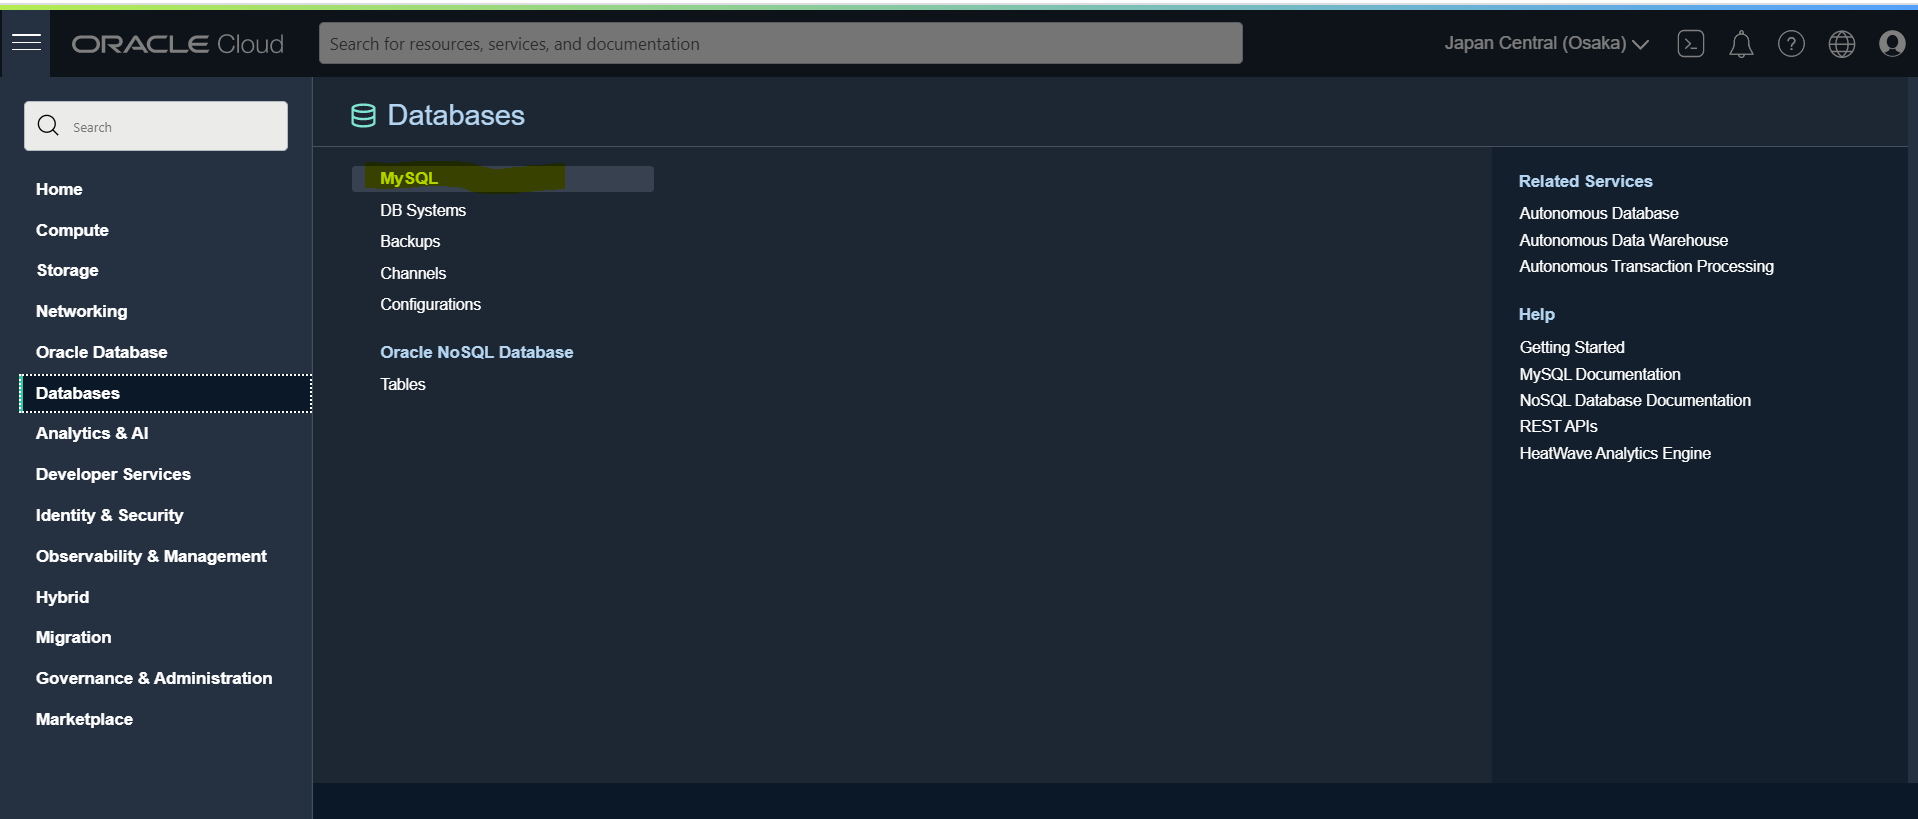 ORACLE Cloud
Search for resources, services, and documentation
Japan Central (Osaka)
Search
Home
Compute
Storage
Networking
Oracle Database
Databases
Analytics & AI
Developer Services
Identity & Security
Observability & Management
Hybrid
Migration
Governance & Administration
Marketplace
Databases
MySQL
DB Systems
Backups
Channels
Configurations
Oracle NoSQL Database
Tables
Related Services
Autonomous Database
Autonomous Data Warehouse
Autonomous Transaction Processing
Help
Getting Started
MySQL Documentation
NoSQL Database Documentation
REST APIs
HeatWave Analytics Engine